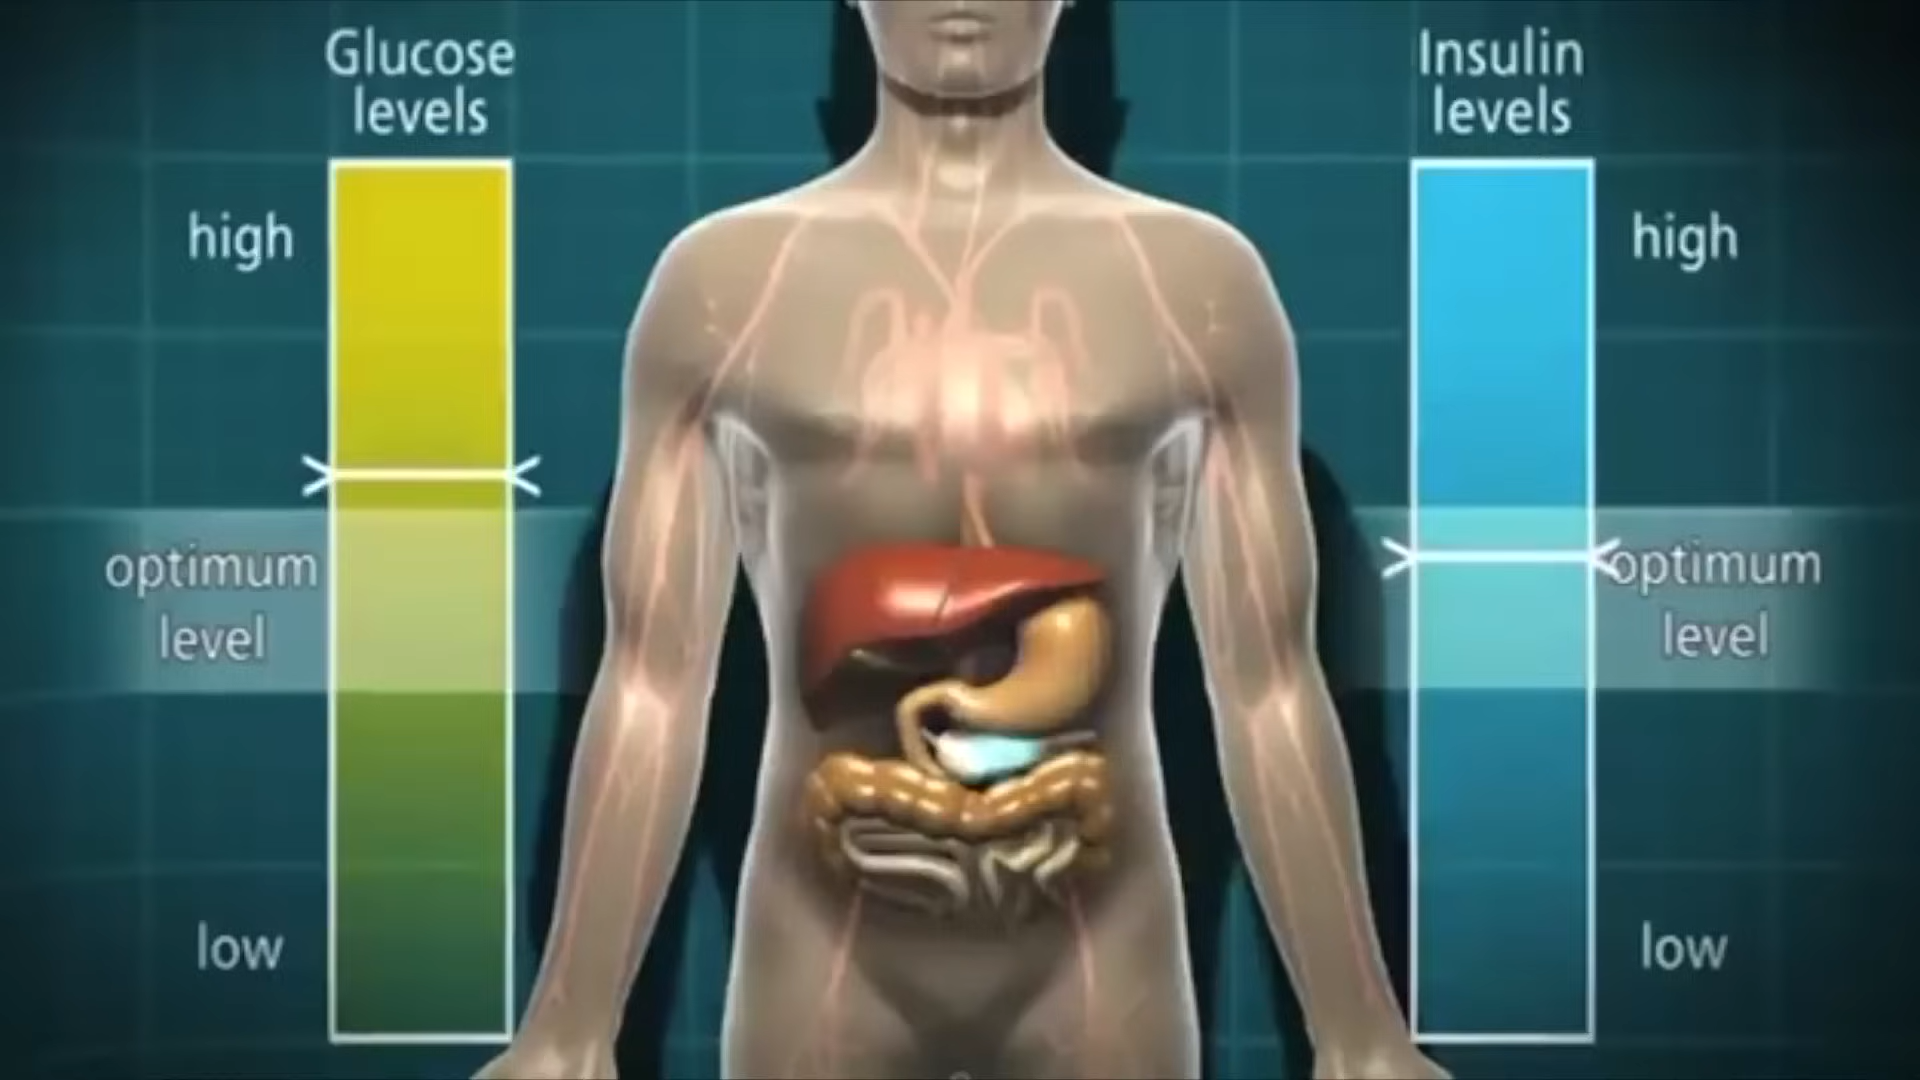 Glucose
levels
high
optimum
level
low
Insulin
levels
high
optimum
level
low